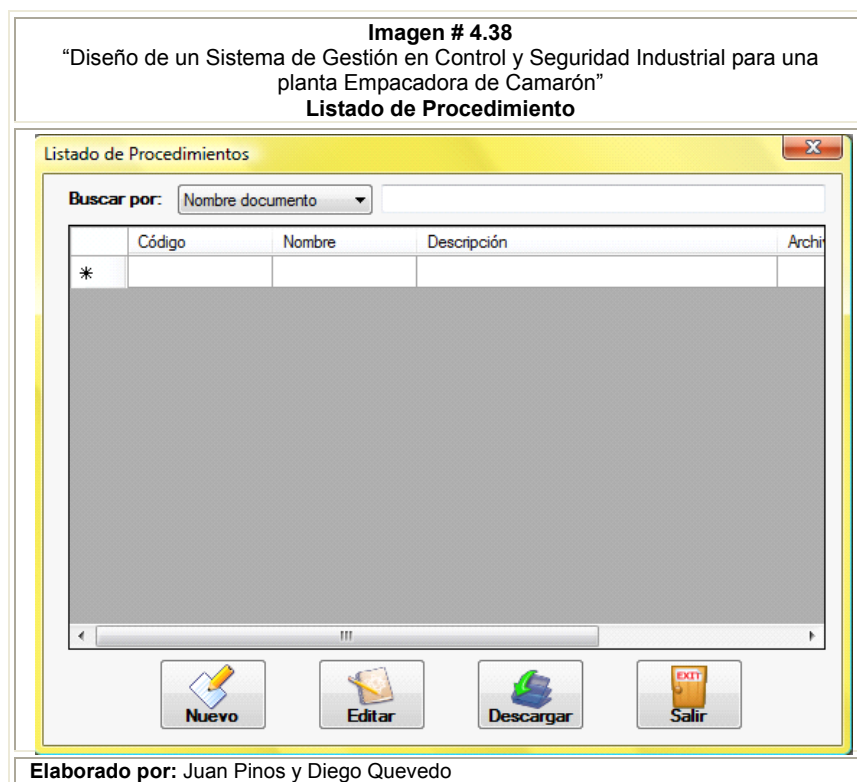 Imagen # 4.38
“Diseño de un Sistema de Gestión en Control y Seguridad Industrial para una
planta Empacadora de Camarón”
Listado de Procedimiento
Listado de Procedimientos
Buscar por: Nombre documento
Código Nombre Descripción Archi
Nuevo Editar Descargar EXIT Salir
Elaborado por: Juan Pinos y Diego Quevedo